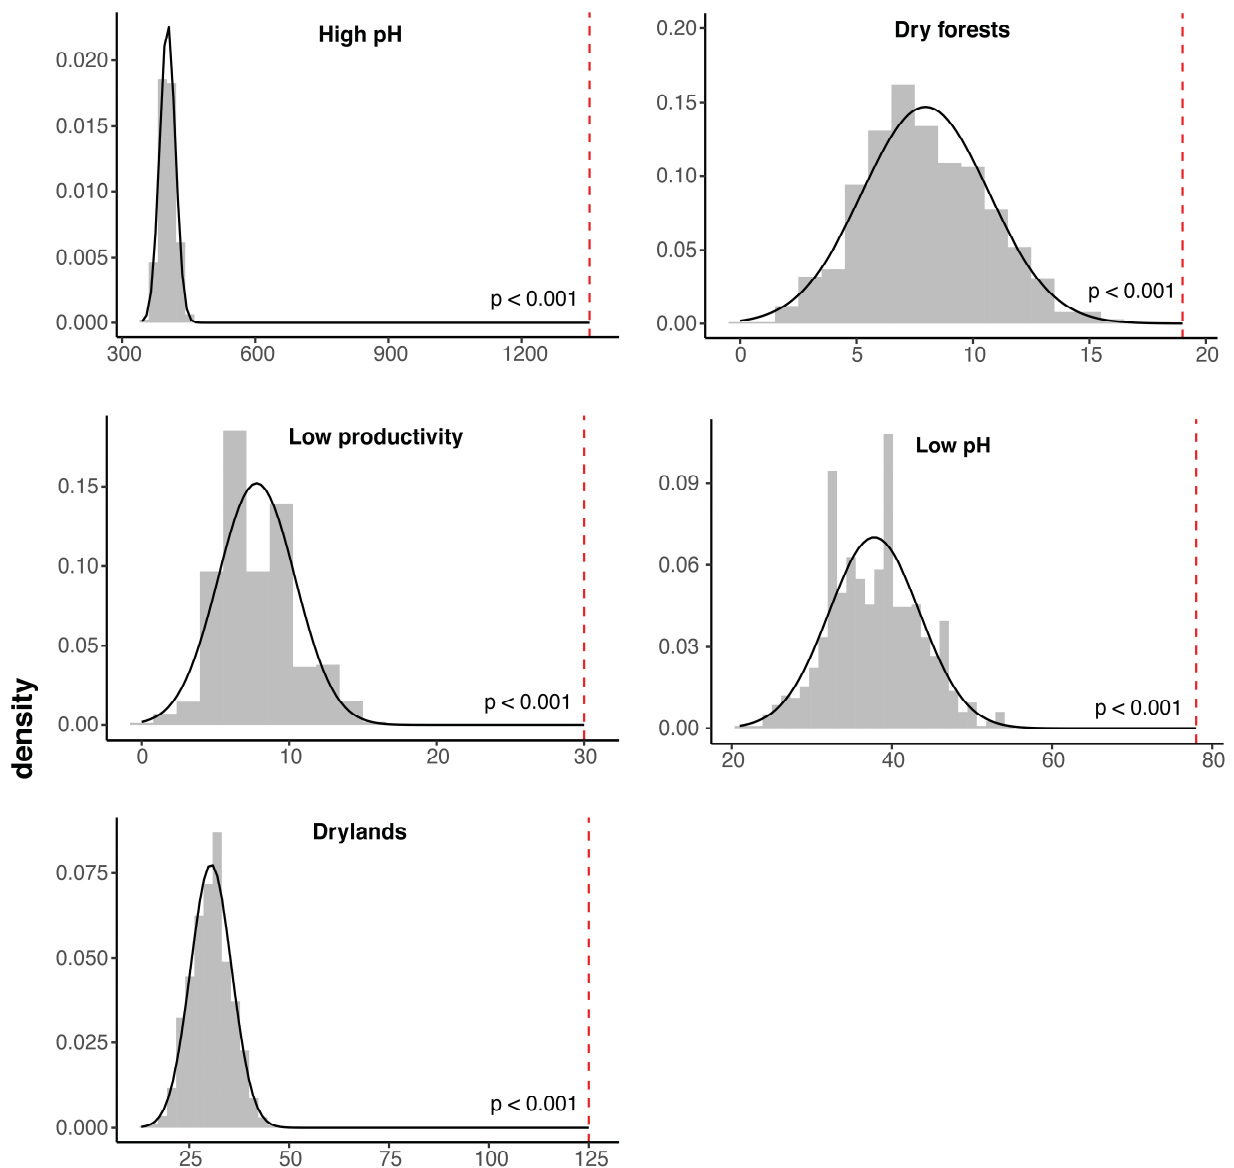 High pH
0.020
0.015
0.010
0.005
0.000
p < 0.001
300 600 900 1200
Dry forests
0.20
0.15
0.10
0.05
0.00
p < 0.001
0 5 10 15 20
Low productivity
0.15
0.10
0.05
0.00
p < 0.001
0 10 20 30
Low pH
0.09
0.06
0.03
0.00
p < 0.001
20 40 60 80
density
Drylands
0.075
0.050
0.025
0.000
p < 0.001
25 50 75 100 125